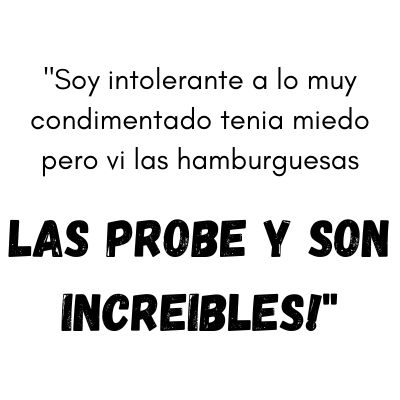 "Soy intolerante a lo muy
condimentado tenia miedo
pero vi las hamburguesas
LAS PROBE Y SON
INCREIBLES!"